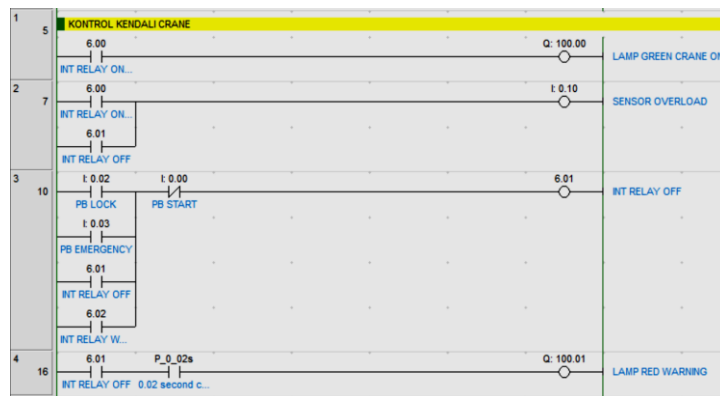 KONTROL KENDALI CRANE
1
5
6.00
Q: 100.00
INT RELAY ON...
LAMP GREEN CRANE ON
2
7
6.00
I: 0.10
INT RELAY ON...
SENSOR OVERLOAD
6.01
INT RELAY OFF
3
10
I: 0.02 I: 0.00
6.01
PB LOCK PB START
INT RELAY OFF
I: 0.03
PB EMERGENCY
6.01
INT RELAY OFF
6.02
INT RELAY W...
4
16
6.01 P_0_02s
Q: 100.01
INT RELAY OFF 0.02 second c...
LAMP RED WARNING